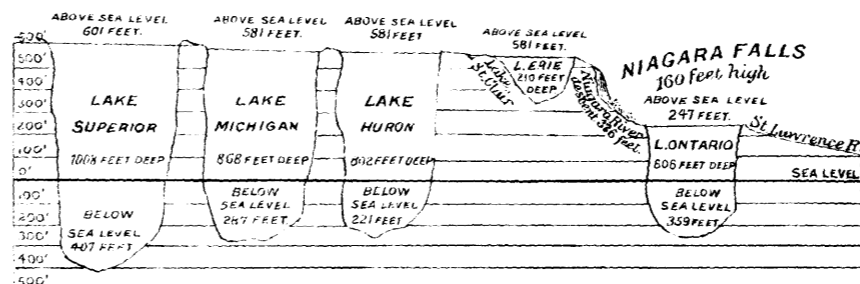 ABOVE SEA LEVEL
601 FEET.
ABOVE SEA LEVEL
581 FEET.
ABOVE SEA LEVEL
581 FEET
ABOVE SEA LEVEL
581 FEET.
NIAGARA FALLS
160 feet high
ABOVE SEA LEVEL
247 FEET.
600'
500'
400'
300'
200'
100'
0'
100'
200'
300'
400'
500'
LAKE
SUPERIOR
1008 FEET DEEP
BELOW
SEA LEVEL
407 FEET
LAKE
MICHIGAN
868 FEET DEEP
BELOW
SEA LEVEL
287 FEET.
LAKE
HURON
802 FEET DEEP
BELOW
SEA LEVEL
221 FEET
Lake
St. Clair
L. ERIE
210 FEET
DEEP
Niagara River
descent 326 feet.
L. ONTARIO
606 FEET DEEP
BELOW
SEA LEVEL
359 FEET.
St Lawrence R.
SEA LEVEL